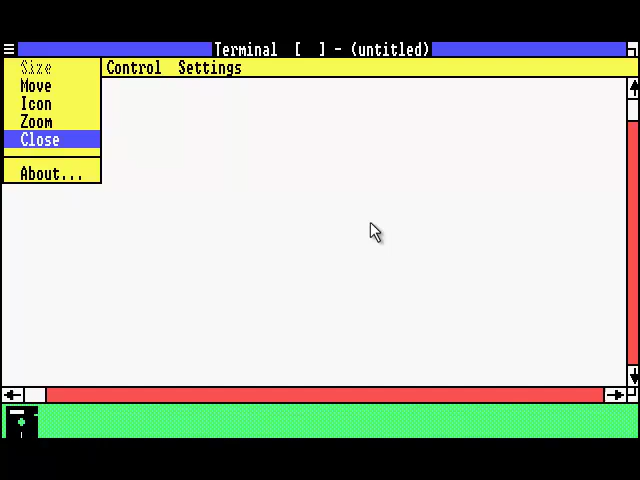 Terminal [ ] - (untitled)
Size Control Settings
Move
Icon
Zoom
Close
About...